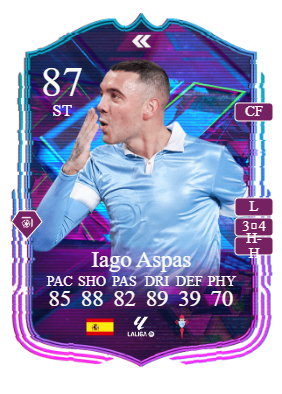 87
ST
CF
L
3□4
H-
H
Iago Aspas
PAC SHO PAS DRI DEF PHY
85 88 82 89 39 70
LALIGA